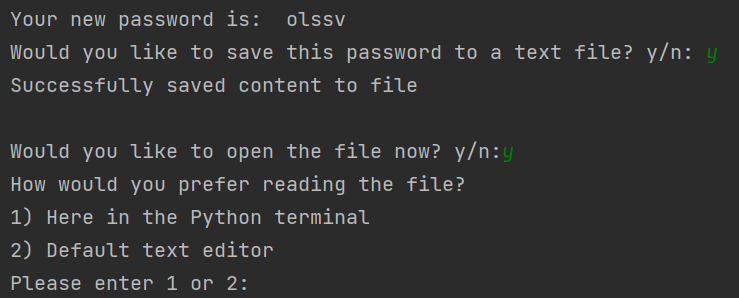 Your new password is:  olssv
Would you like to save this password to a text file? y/n: y
Successfully saved content to file
Would you like to open the file now? y/n:y
How would you prefer reading the file?
1) Here in the Python terminal
2) Default text editor
Please enter 1 or 2: